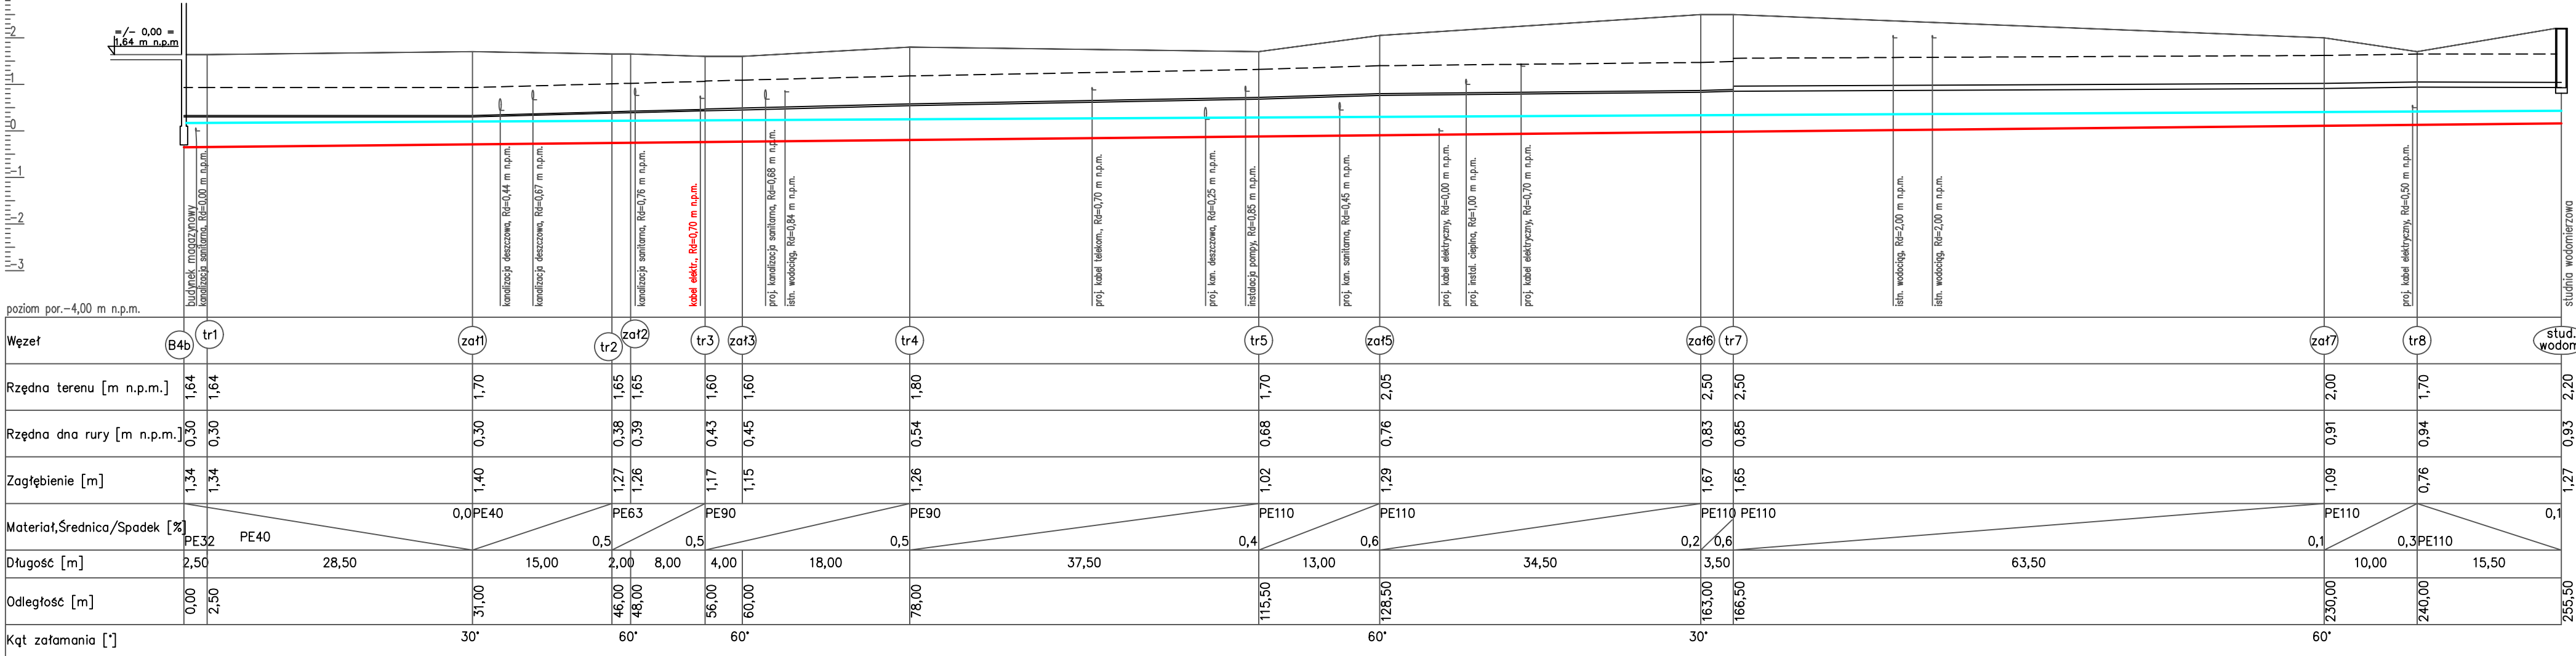 2
=/- 0,00 =
1,64 m n.p.m
1
0
-1
-2
-3
budynek magazynowy
kanalizacja sanitarna, Rd=0,00 m n.p.m.
kanalizacja deszczowa, Rd=0,44 m n.p.m.
kanalizacja deszczowa, Rd=0,67 m n.p.m.
kanalizacja sanitarna, Rd=0,76 m n.p.m.
kabel elektr., Rd=0,70 m n.p.m.
proj. kanalizacja sanitarna, Rd=0,68 m n.p.m.
istn. wodociąg, Rd=0,84 m n.p.m.
proj. kabel telekom., Rd=0,70 m n.p.m.
proj. kan. deszczowa, Rd=0,25 m n.p.m.
instalacja pompy, Rd=0,85 m n.p.m.
proj. kan. sanitarna, Rd=0,45 m n.p.m.
proj. kabel elektryczny, Rd=0,00 m n.p.m.
proj. instal. cieplna, Rd=1,00 m n.p.m.
proj. kabel elektryczny, Rd=0,70 m n.p.m.
istn. wodociąg, Rd=2,00 m n.p.m.
istn. wodociąg, Rd=2,00 m n.p.m.
proj. kabel elektryczny, Rd=0,50 m n.p.m.
studnia wodomierzowa
poziom por.-4,00 m n.p.m.
Węzeł B4b tr1 zał1 tr2 zał2 tr3 zał3 tr4 tr5 zał5 zał6 tr7 zał7 tr8 stud. wodom
Rzędna terenu [m n.p.m.] 1,64 1,64 1,70 1,65 1,65 1,60 1,60 1,80 1,70 2,05 2,50 2,50 2,00 1,70 2,20
Rzędna dna rury [m n.p.m.] 0,30 0,30 0,30 0,38 0,39 0,43 0,45 0,54 0,68 0,76 0,83 0,85 0,91 0,94 0,93
Zagłębienie [m] 1,34 1,34 1,40 1,27 1,26 1,17 1,15 1,26 1,02 1,29 1,67 1,65 1,09 0,76 1,27
Materiał,Średnica/Spadek [%] PE32 PE40 0,0 PE40 0,5 PE63 0,5 PE90 0,5 PE90 0,4 PE110 0,6 PE110 0,2 PE110 0,6 PE110 0,1 PE110 0,3 PE110 0,1
Długość [m] 2,50 28,50 15,00 2,00 8,00 4,00 18,00 37,50 13,00 34,50 3,50 63,50 10,00 15,50
Odległość [m] 0,00 2,50 31,00 46,00 48,00 56,00 60,00 78,00 115,50 128,50 163,00 166,50 230,00 240,00 255,50
Kąt załamania [°] 30° 60° 60° 60° 30° 60°